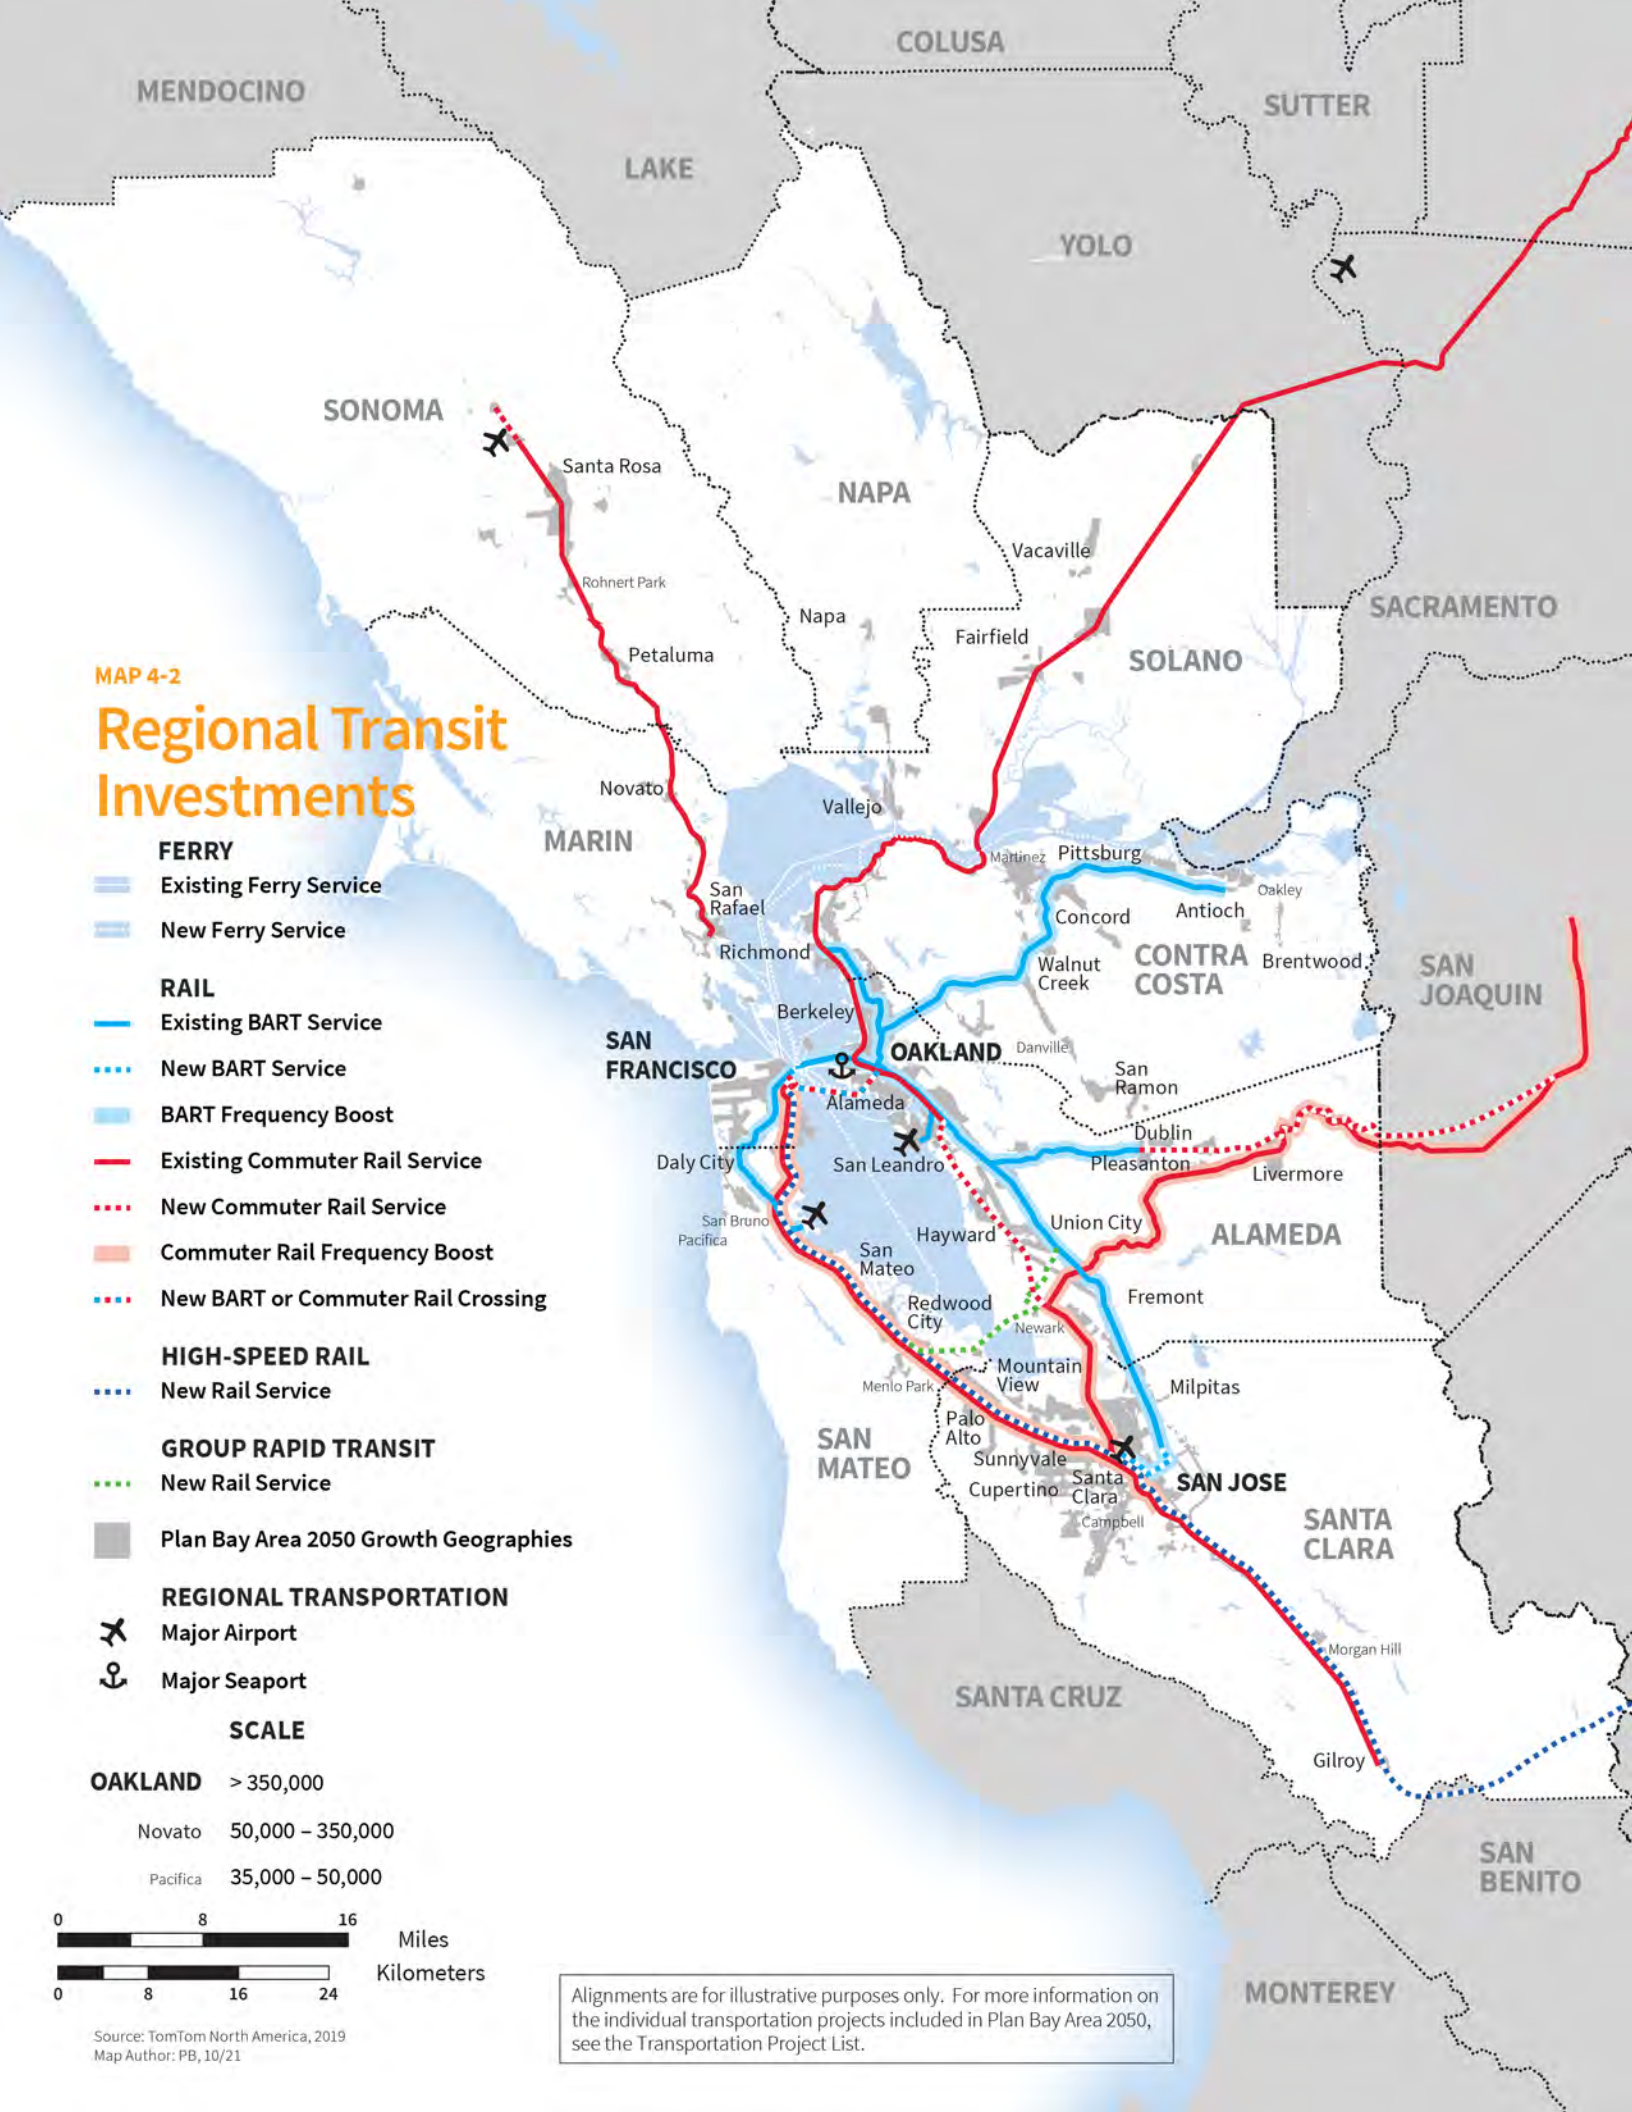 COLUSA
MENDOCINO
SUTTER
LAKE
YOLO
SONOMA
Santa Rosa
NAPA
Vacaville
Rohnert Park
Napa
Fairfield
SACRAMENTO
SOLANO
Petaluma
MAP 4-2
Regional Transit
Investments
Novato
Vallejo
MARIN
Martinez
Pittsburg
San
Rafael
Oakley
Concord
Antioch
Richmond
Walnut
Creek
CONTRA
COSTA
Brentwood
SAN
JOAQUIN
Berkeley
SAN
FRANCISCO
OAKLAND
Danville
San
Ramon
Alameda
Dublin
Daly City
San Leandro
Pleasanton
Livermore
San Bruno
Pacifica
Hayward
Union City
ALAMEDA
San
Mateo
Redwood
City
Newark
Fremont
Menlo Park
Mountain
View
Milpitas
Palo
Alto
SAN
MATEO
Sunnyvale
Cupertino
Santa
Clara
SAN JOSE
Campbell
SANTA
CLARA
Morgan Hill
SANTA CRUZ
Gilroy
SAN
BENITO
MONTEREY
FERRY
Existing Ferry Service
New Ferry Service
RAIL
Existing BART Service
New BART Service
BART Frequency Boost
Existing Commuter Rail Service
New Commuter Rail Service
Commuter Rail Frequency Boost
New BART or Commuter Rail Crossing
HIGH-SPEED RAIL
New Rail Service
GROUP RAPID TRANSIT
New Rail Service
Plan Bay Area 2050 Growth Geographies
REGIONAL TRANSPORTATION
Major Airport
Major Seaport
SCALE
OAKLAND > 350,000
Novato 50,000 – 350,000
Pacifica 35,000 – 50,000
0 8 16
Miles
Kilometers
0 8 16 24
Source: TomTom North America, 2019
Map Author: PB, 10/21
Alignments are for illustrative purposes only. For more information on
the individual transportation projects included in Plan Bay Area 2050,
see the Transportation Project List.